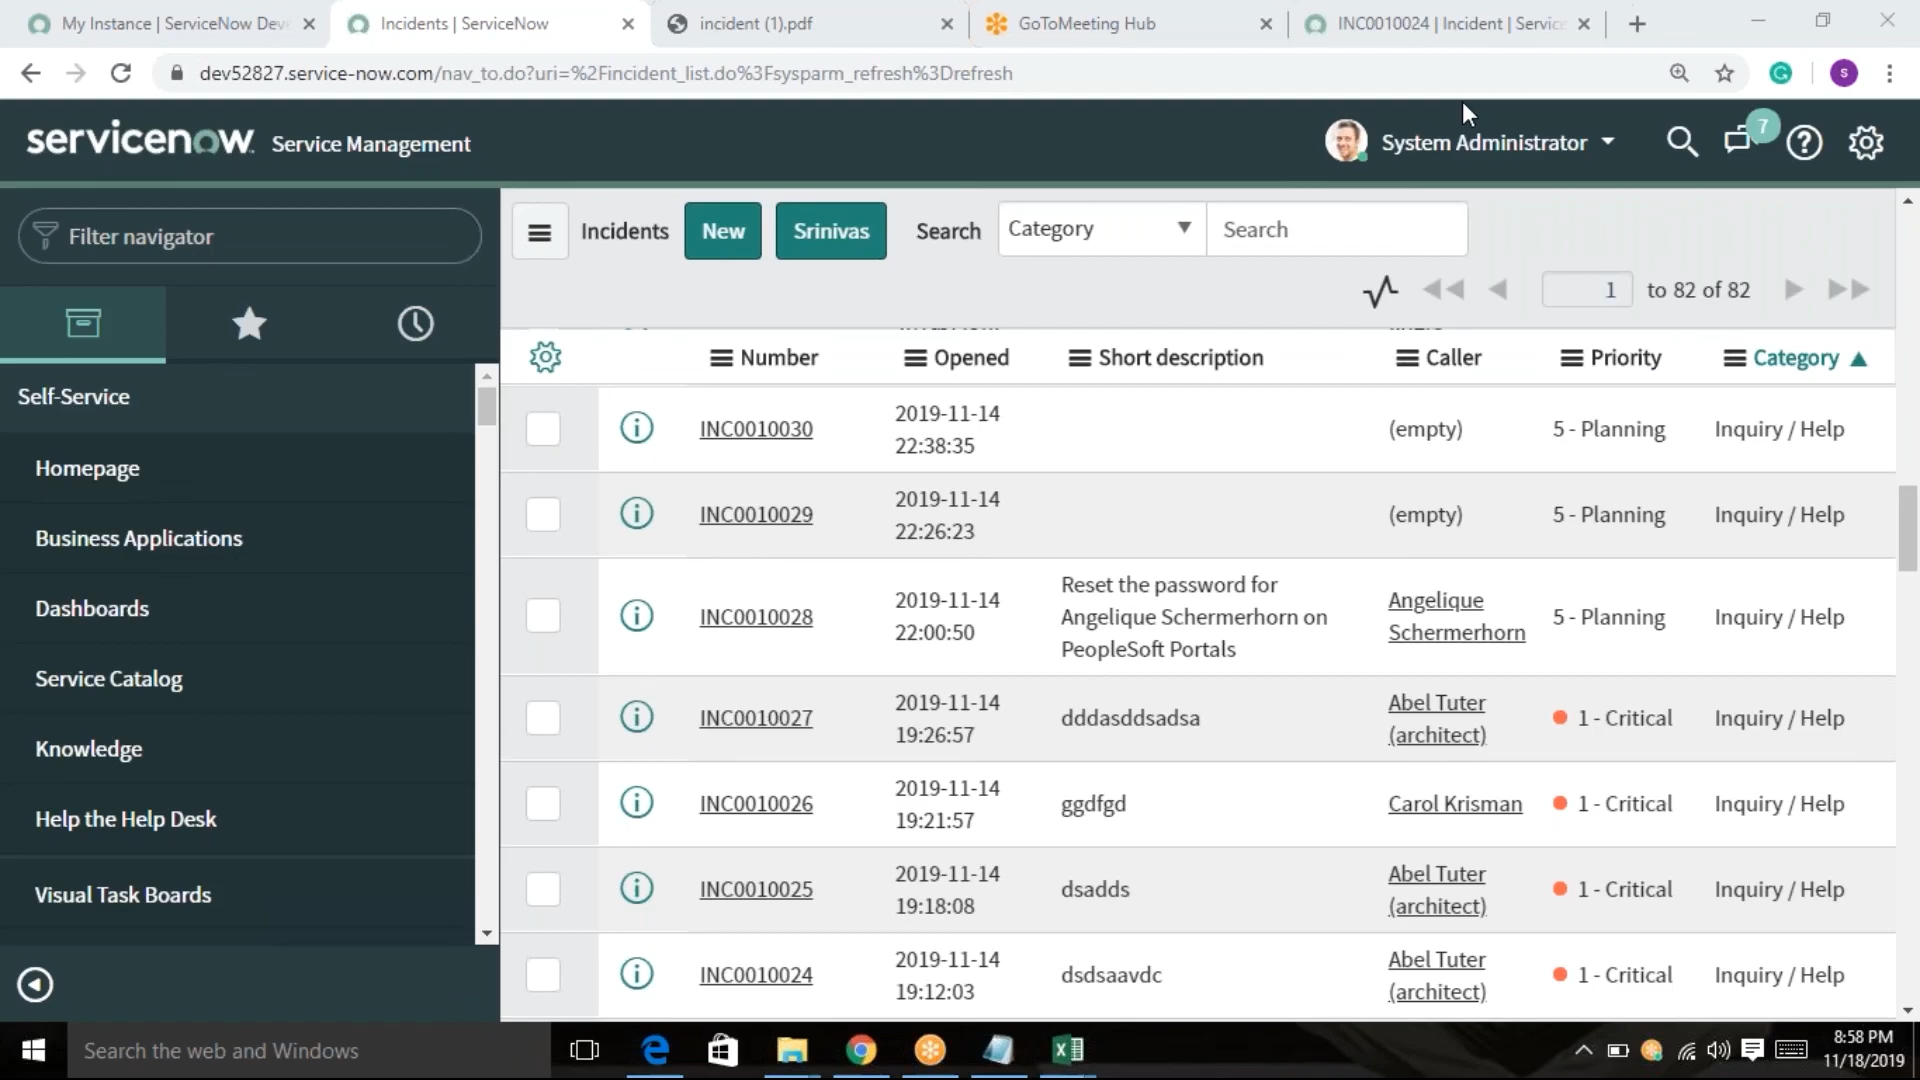 My Instance | ServiceNow Dev
Incidents | ServiceNow
incident (1).pdf
GoToMeeting Hub
INC0010024 | Incident | Service
dev52827.service-now.com/nav_to.do?uri=%2Fincident_list.do%3Fsysparm_refresh%3Drefresh
s
servicenow Service Management
System Administrator
7
Filter navigator
Incidents
New
Srinivas
Search
Category
Search
1 to 82 of 82
Number
Opened
Short description
Caller
Priority
Category
Self-Service
Homepage
Business Applications
Dashboards
Service Catalog
Knowledge
Help the Help Desk
Visual Task Boards
INC0010030
2019-11-14
22:38:35
(empty)
5 - Planning
Inquiry / Help
INC0010029
2019-11-14
22:26:23
(empty)
5 - Planning
Inquiry / Help
INC0010028
2019-11-14
22:00:50
Reset the password for
Angelique Schermerhorn on
PeopleSoft Portals
Angelique
Schermerhorn
5 - Planning
Inquiry / Help
INC0010027
2019-11-14
19:26:57
dddasddsadsa
Abel Tuter
(architect)
1 - Critical
Inquiry / Help
INC0010026
2019-11-14
19:21:57
ggdfgd
Carol Krisman
1 - Critical
Inquiry / Help
INC0010025
2019-11-14
19:18:08
dsadds
Abel Tuter
(architect)
1 - Critical
Inquiry / Help
INC0010024
2019-11-14
19:12:03
dsdsaavdc
Abel Tuter
(architect)
1 - Critical
Inquiry / Help
Search the web and Windows
8:58 PM
11/18/2019